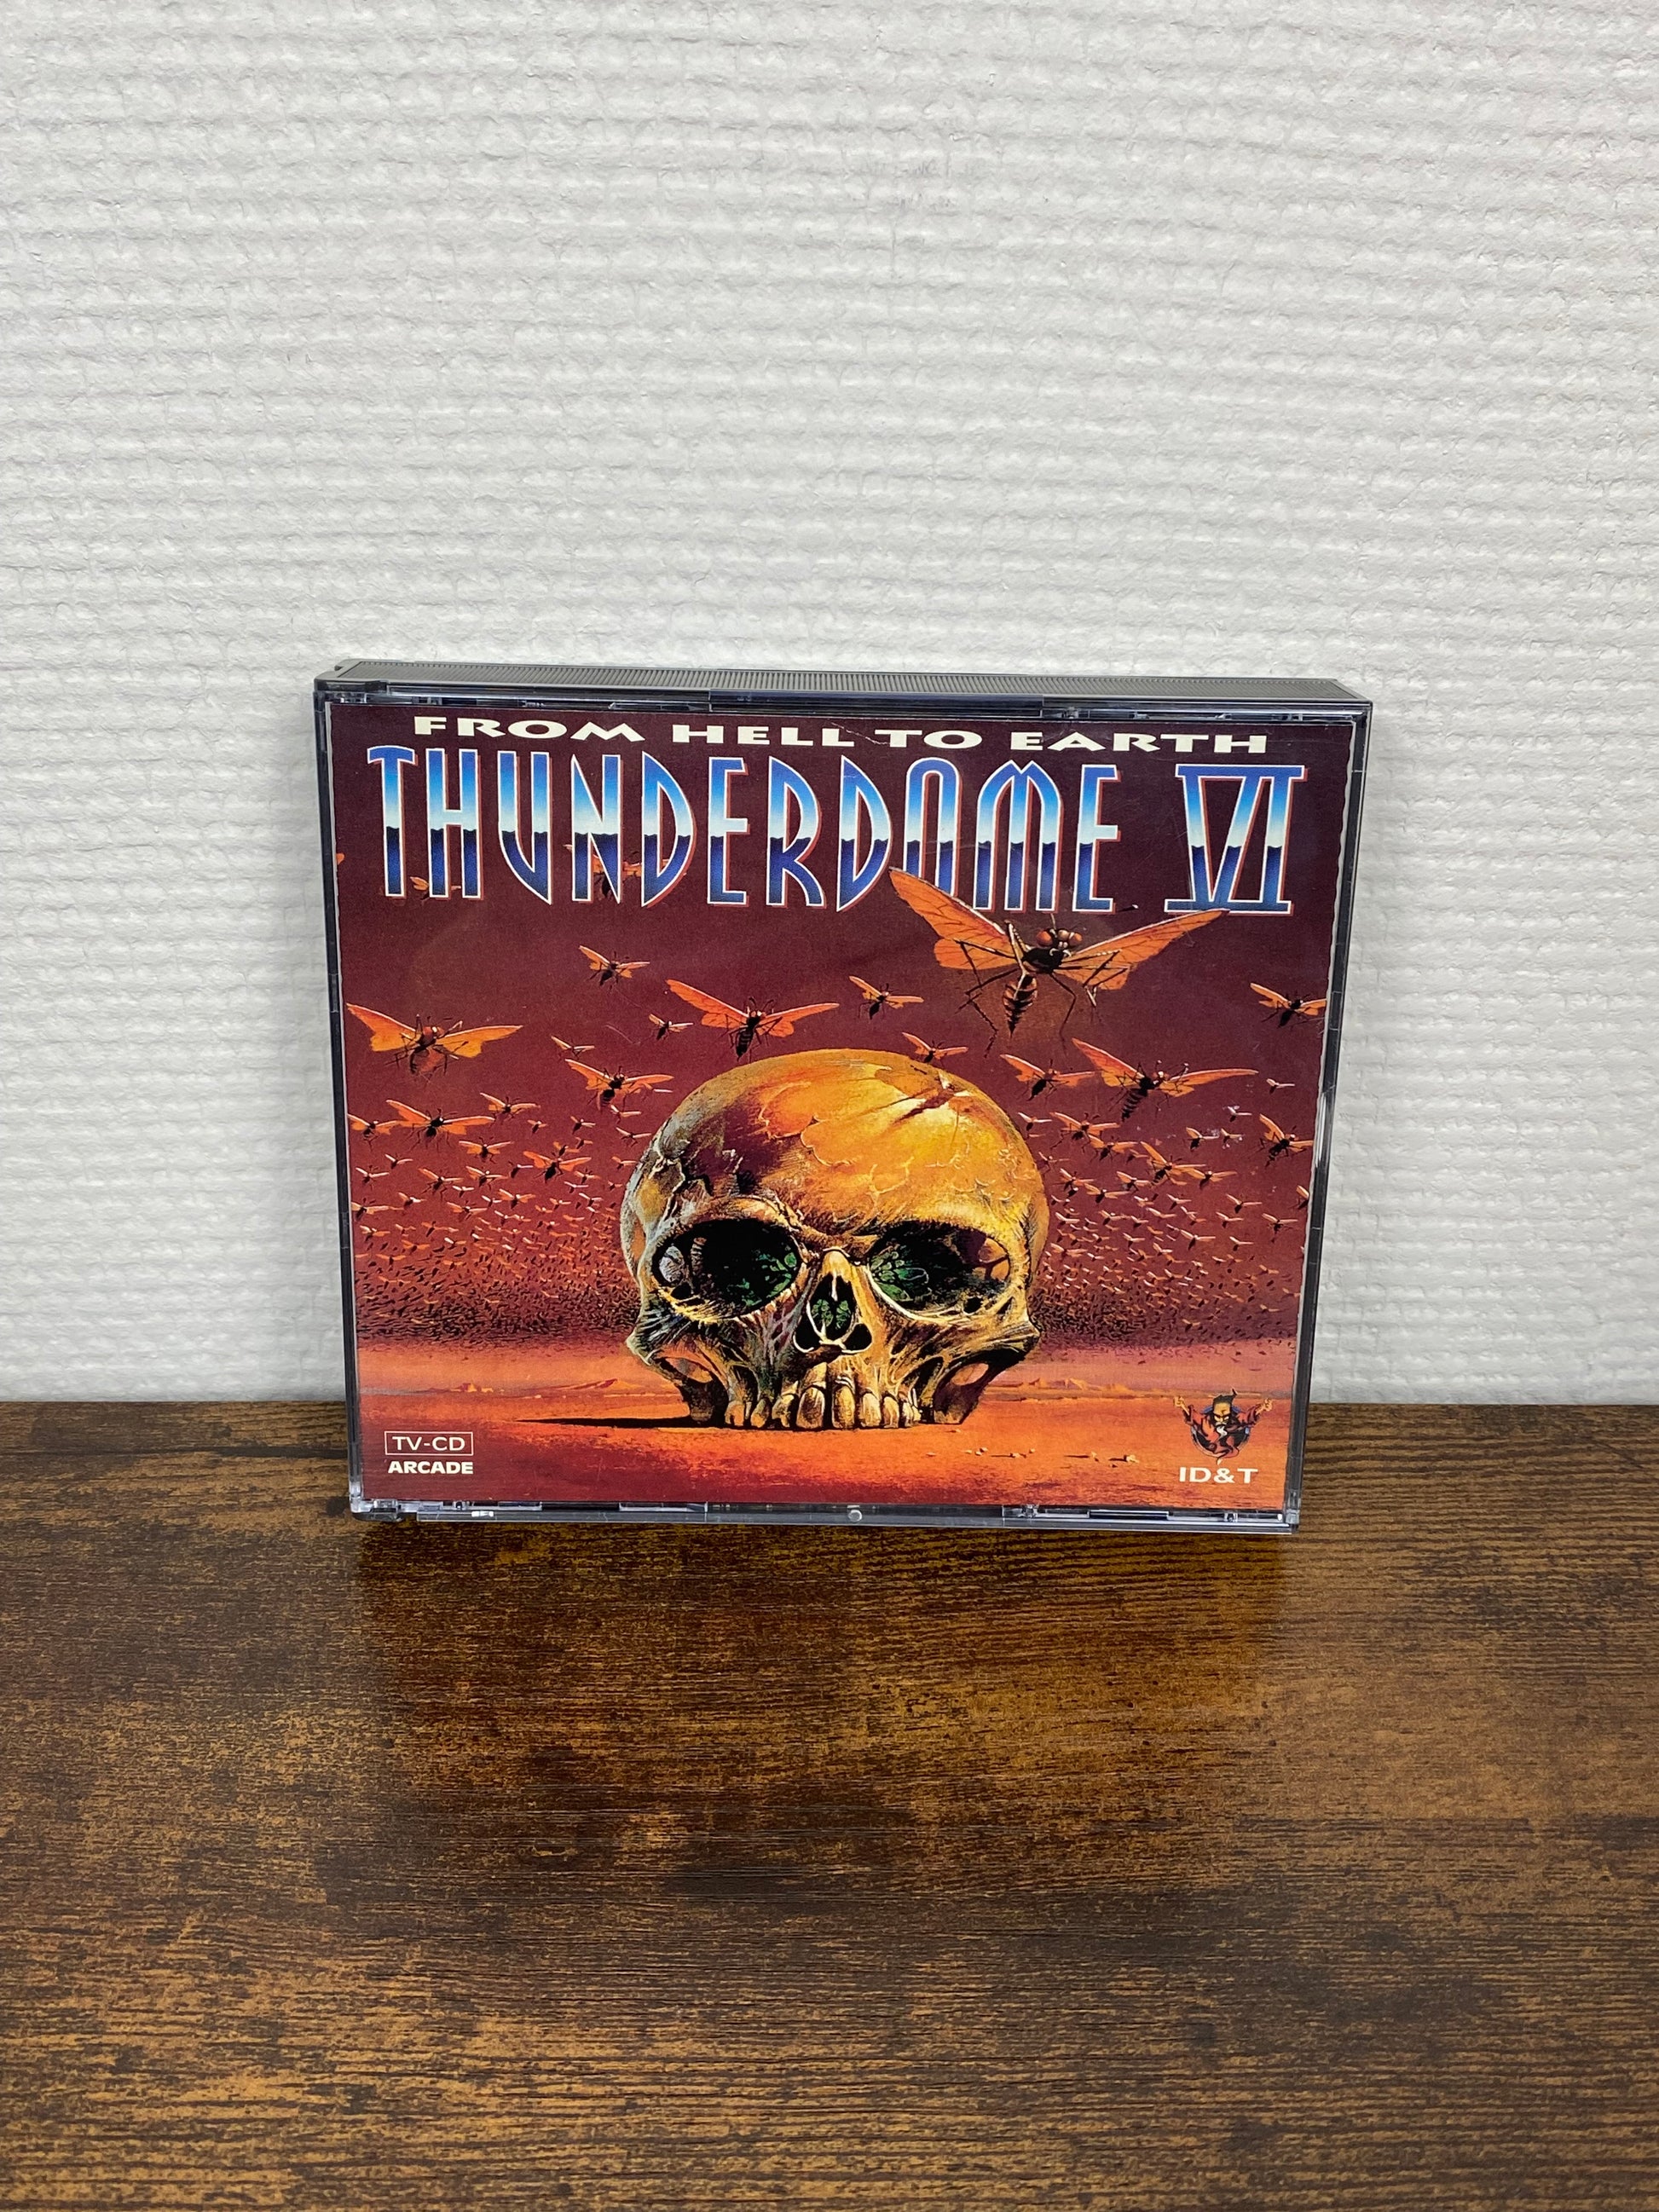 FROM HELL TO EARTH
THUNDERDOME VI
TV-CD
ARCADE
ID&T